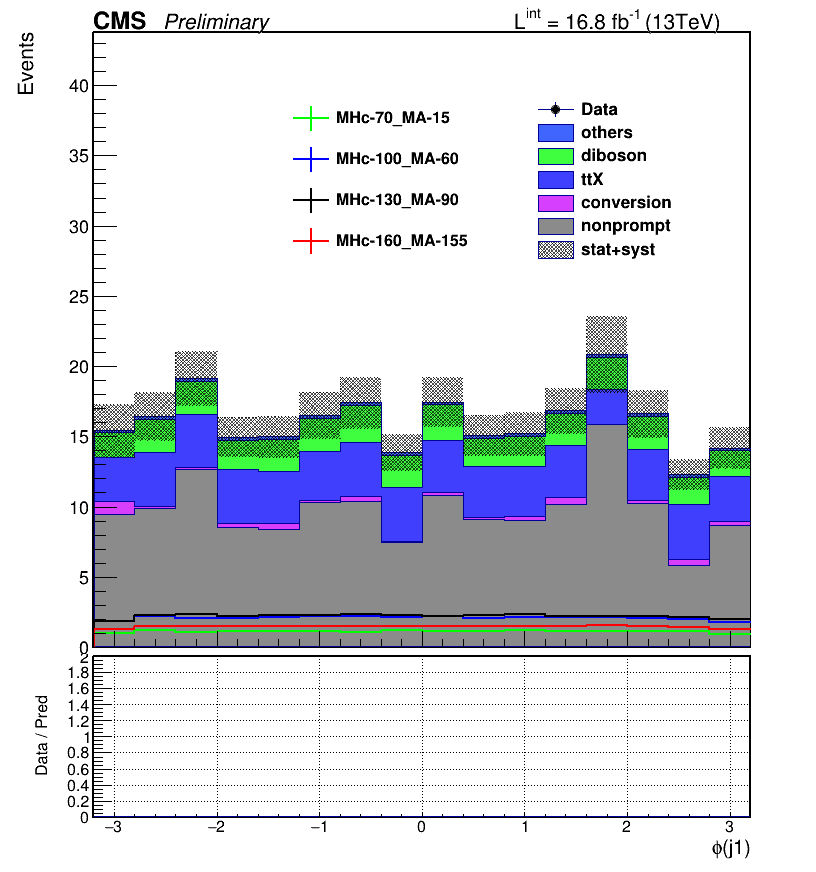 CMS Preliminary L^int = 16.8 fb^-1 (13TeV)
Events
40
35
30
25
20
15
10
5
0
MHc-70_MA-15
MHc-100_MA-60
MHc-130_MA-90
MHc-160_MA-155
Data
others
diboson
ttX
conversion
nonprompt
stat+syst
Data / Pred
2
1.8
1.6
1.4
1.2
1
0.8
0.6
0.4
0.2
0
−3 −2 −1 0 1 2 3
ϕ(j1)